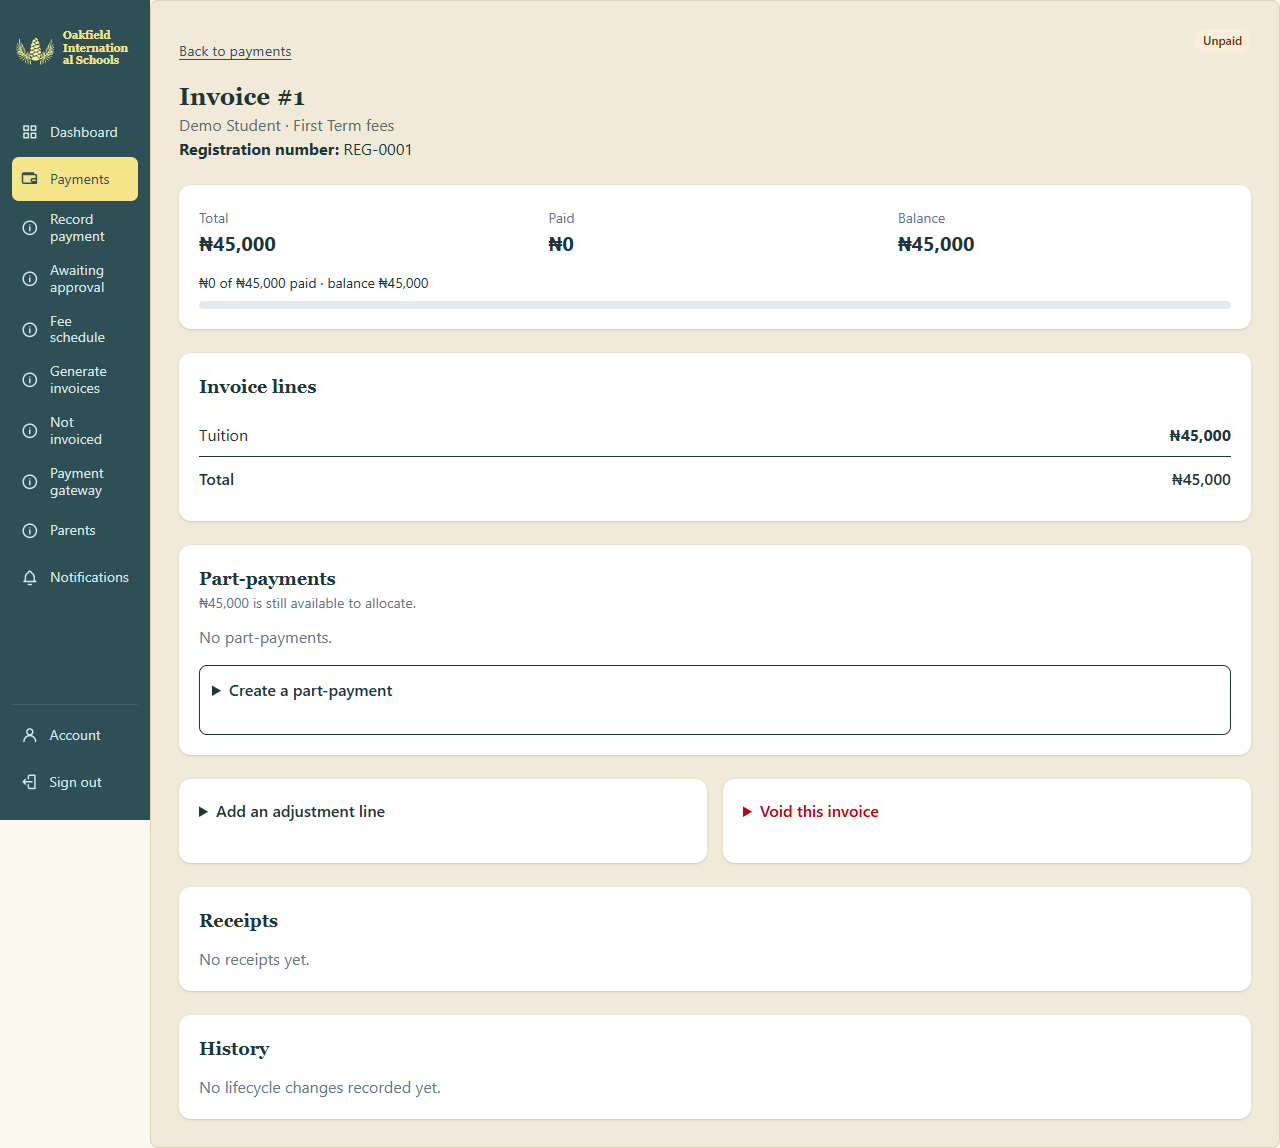 Oakfield
Internation
al Schools
Dashboard
Payments
Record
payment
Awaiting
approval
Fee
schedule
Generate
invoices
Not
invoiced
Payment
gateway
Parents
Notifications
Account
Sign out
Back to payments
Unpaid
Invoice #1
Demo Student · First Term fees
Registration number: REG-0001
Total
₦45,000
Paid
₦0
Balance
₦45,000
₦0 of ₦45,000 paid · balance ₦45,000
Invoice lines
Tuition ₦45,000
Total ₦45,000
Part-payments
₦45,000 is still available to allocate.
No part-payments.
Create a part-payment
Add an adjustment line
Void this invoice
Receipts
No receipts yet.
History
No lifecycle changes recorded yet.